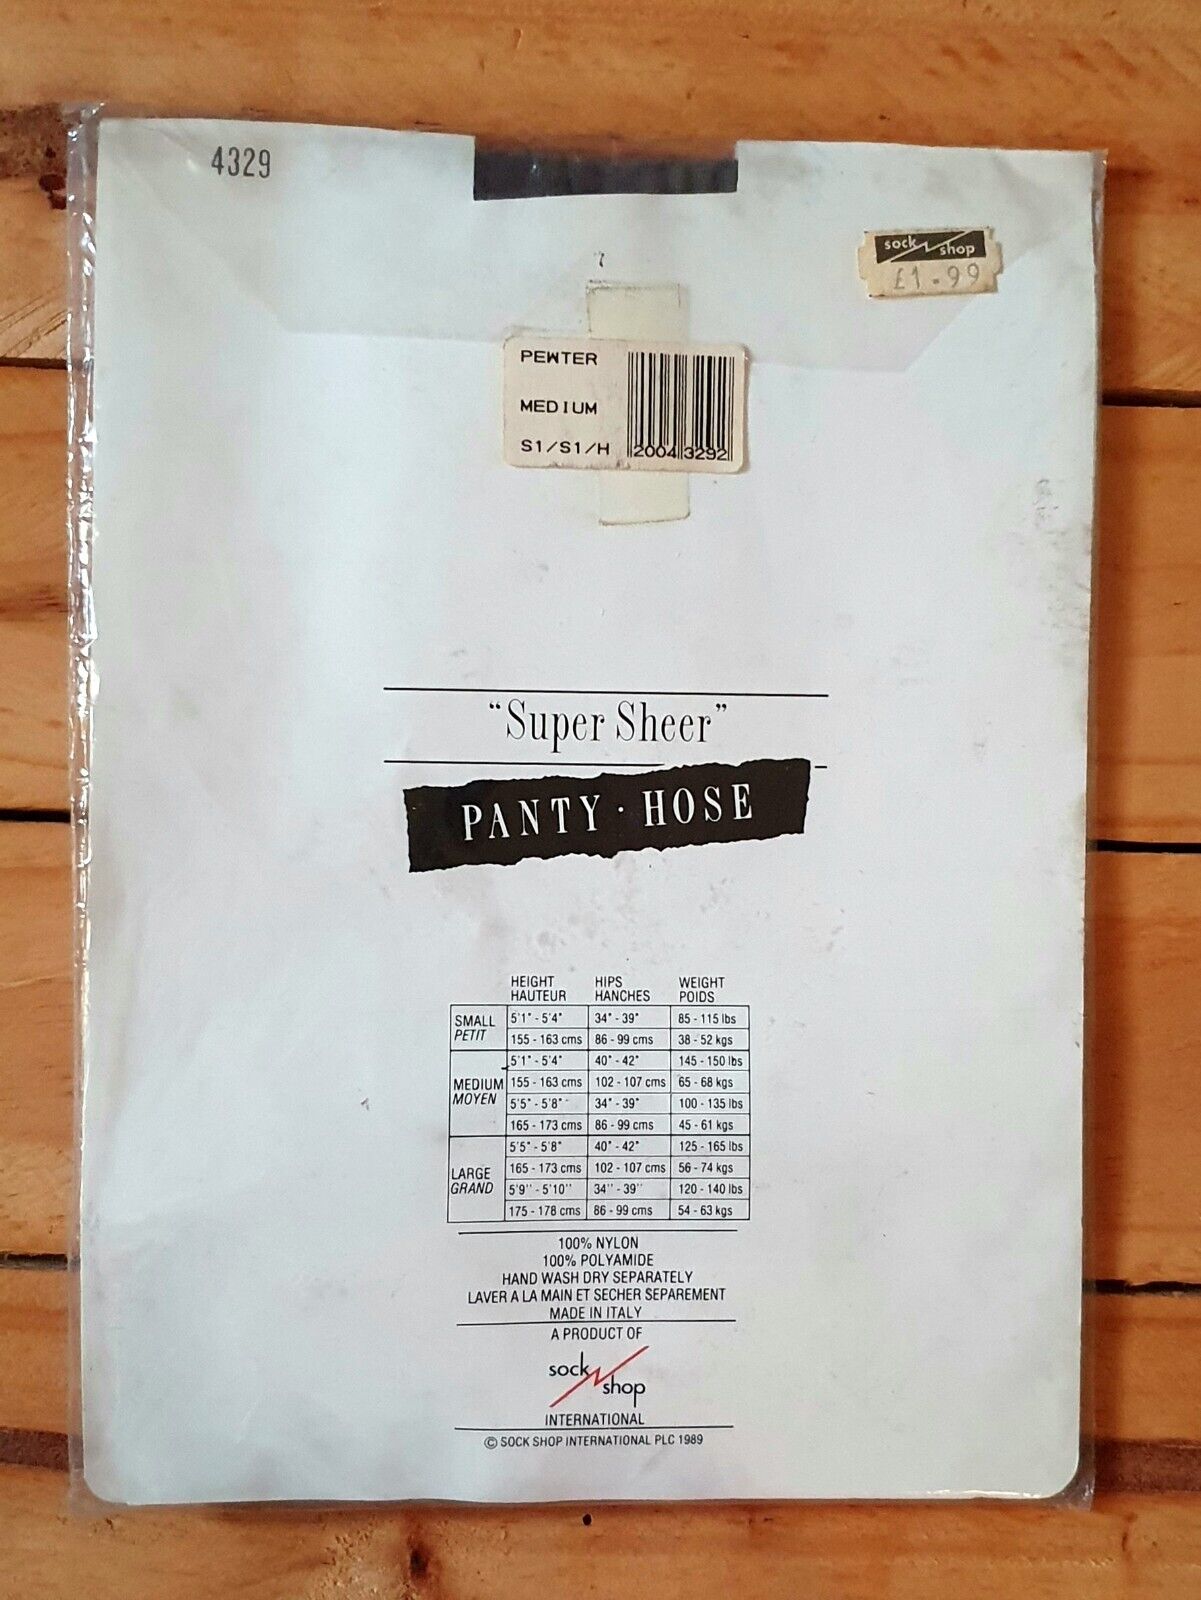 4329
sock shop
£1.99
PEWTER
MEDIUM
S1/S1/H
2004 3292
"Super Sheer"
PANTY · HOSE
HEIGHT HIPS WEIGHT
HAUTEUR HANCHES POIDS
SMALL 5'1" - 5'4" 34" - 39" 85 - 115 lbs
PETIT 155 - 163 cms 86 - 99 cms 38 - 52 kgs
5'1" - 5'4" 40" - 42" 145 - 150 lbs
MEDIUM 155 - 163 cms 102 - 107 cms 65 - 68 kgs
MOYEN 5'5" - 5'8" 34" - 39" 100 - 135 lbs
165 - 173 cms 86 - 99 cms 45 - 61 kgs
5'5" - 5'8" 40" - 42" 125 - 165 lbs
LARGE 165 - 173 cms 102 - 107 cms 56 - 74 kgs
GRAND 5'9'' - 5'10'' 34'' - 39'' 120 - 140 lbs
175 - 178 cms 86 - 99 cms 54 - 63 kgs
100% NYLON
100% POLYAMIDE
HAND WASH DRY SEPARATELY
LAVER A LA MAIN ET SECHER SEPAREMENT
MADE IN ITALY
A PRODUCT OF
sock
shop
INTERNATIONAL
© SOCK SHOP INTERNATIONAL PLC 1989